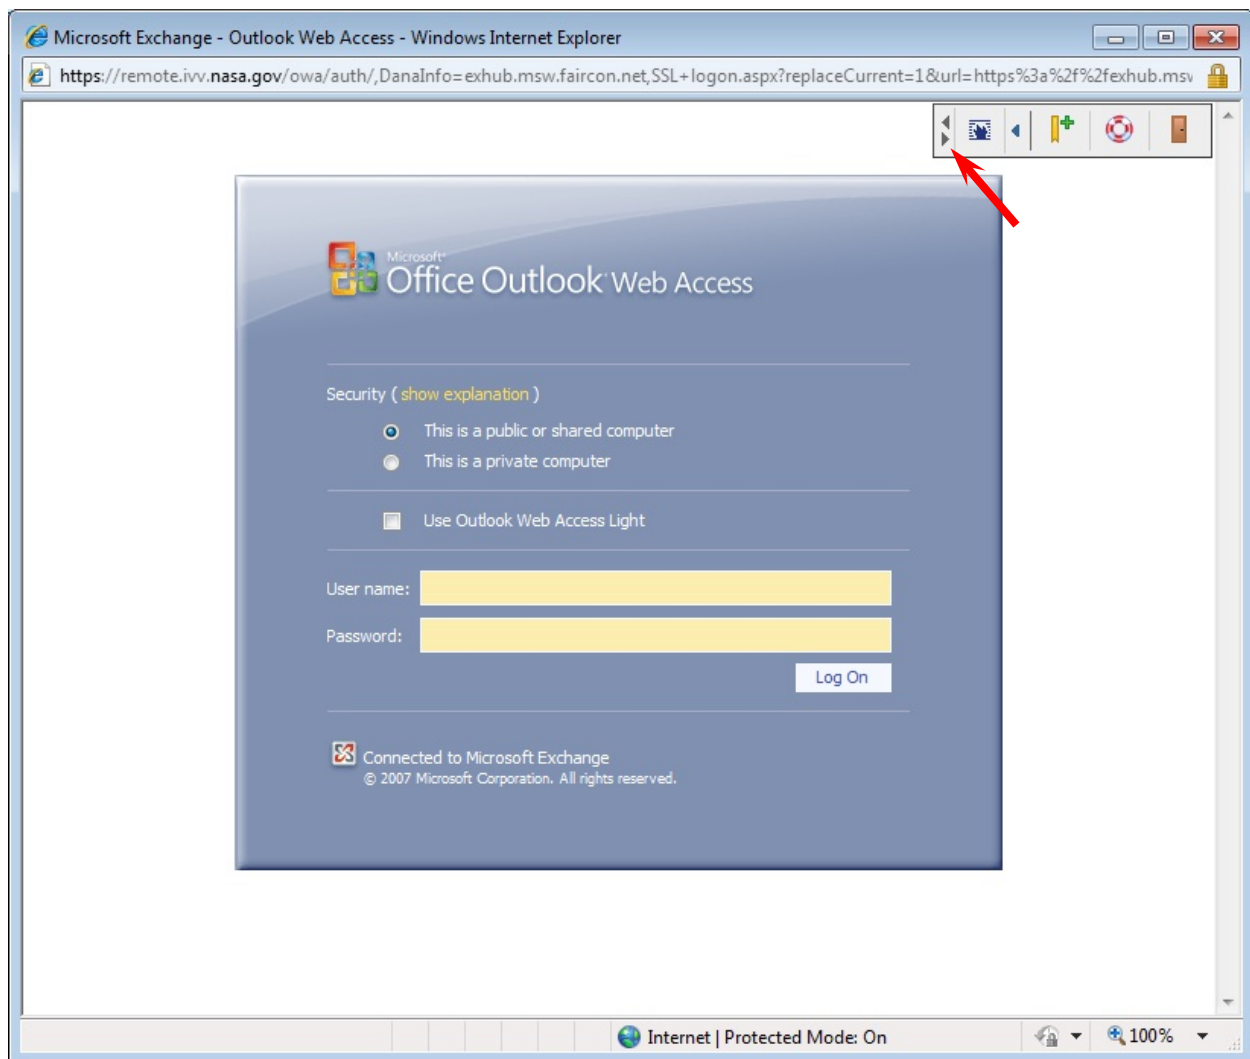 Microsoft Exchange - Outlook Web Access - Windows Internet Explorer
https://remote.ivv.nasa.gov/owa/auth/,DanaInfo=exhub.msw.faircon.net,SSL+logon.aspx?replaceCurrent=1&url=https%3a%2f%2fexhub.msv
Microsoft
Office Outlook Web Access
Security ( show explanation )
This is a public or shared computer
This is a private computer
Use Outlook Web Access Light
User name:
Password:
Log On
Connected to Microsoft Exchange
© 2007 Microsoft Corporation. All rights reserved.
Internet | Protected Mode: On
100%